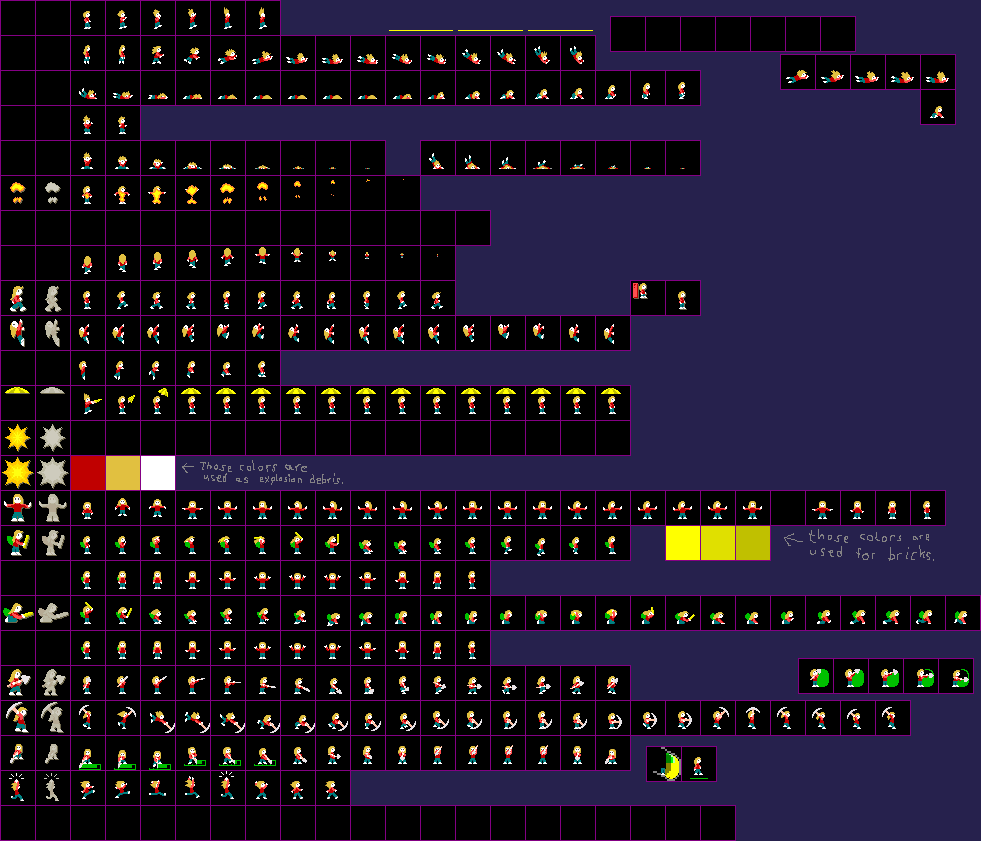 ← Those colors are
used as explosion debris.
← those colors are
used for bricks.